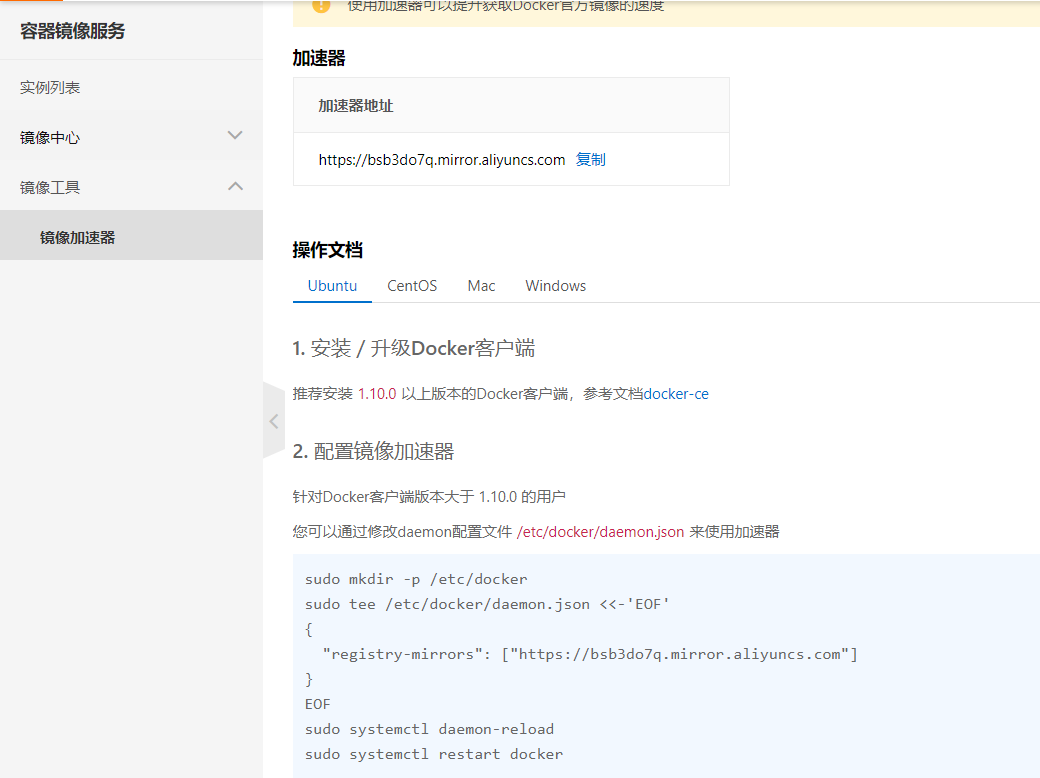 使用加速器可以提升获取Docker官方镜像的速度
容器镜像服务
实例列表
镜像中心
镜像工具
镜像加速器
加速器
加速器地址
https://bsb3do7q.mirror.aliyuncs.com 复制
操作文档
Ubuntu CentOS Mac Windows
1. 安装 / 升级Docker客户端
推荐安装 1.10.0 以上版本的Docker客户端，参考文档docker-ce
2. 配置镜像加速器
针对Docker客户端版本大于 1.10.0 的用户
您可以通过修改daemon配置文件 /etc/docker/daemon.json 来使用加速器
sudo mkdir -p /etc/docker
sudo tee /etc/docker/daemon.json <<-'EOF'
{
  "registry-mirrors": ["https://bsb3do7q.mirror.aliyuncs.com"]
}
EOF
sudo systemctl daemon-reload
sudo systemctl restart docker